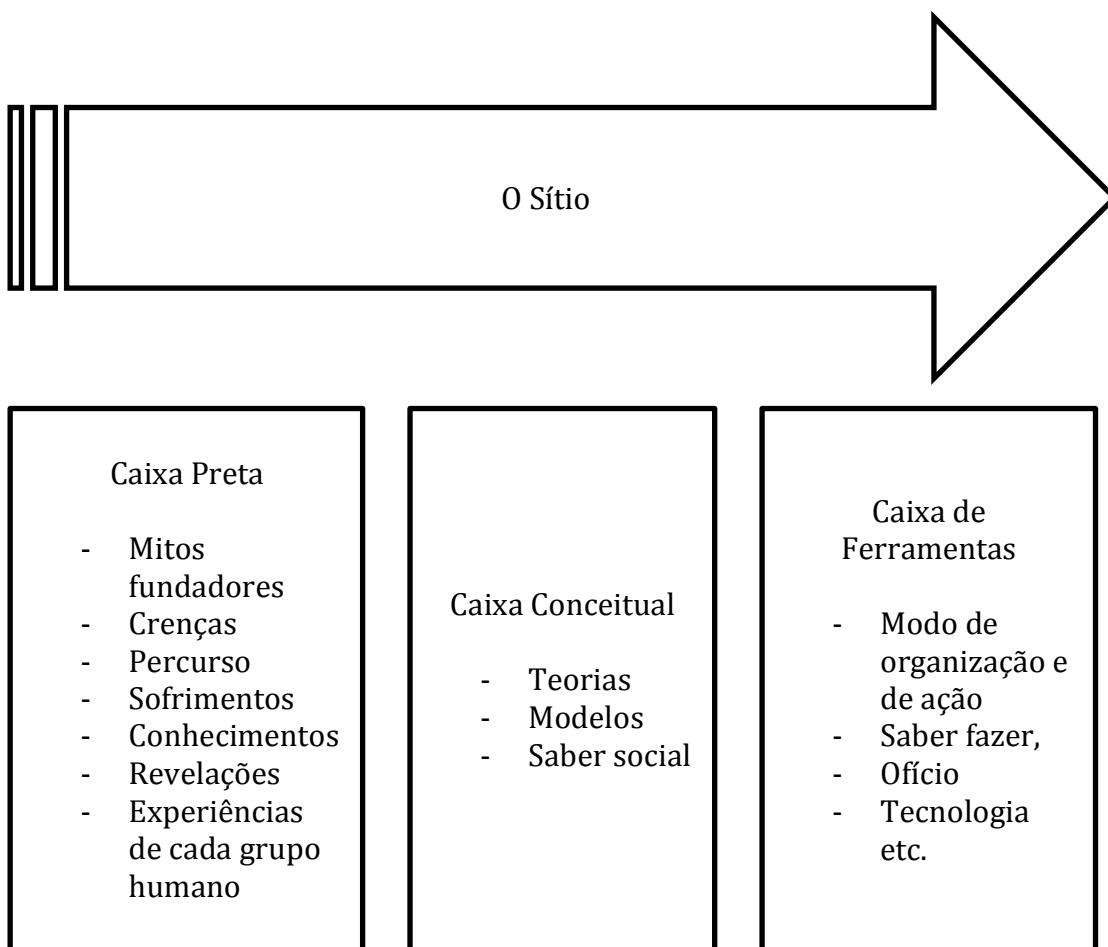 O Sítio
Caixa Preta
- Mitos
fundadores
- Crenças
- Percurso
- Sofrimentos
- Conhecimentos
- Revelações
- Experiências
de cada grupo
humano
Caixa Conceitual
- Teorias
- Modelos
- Saber social
Caixa de
Ferramentas
- Modo de
organização e
de ação
- Saber fazer,
- Ofício
- Tecnologia
etc.